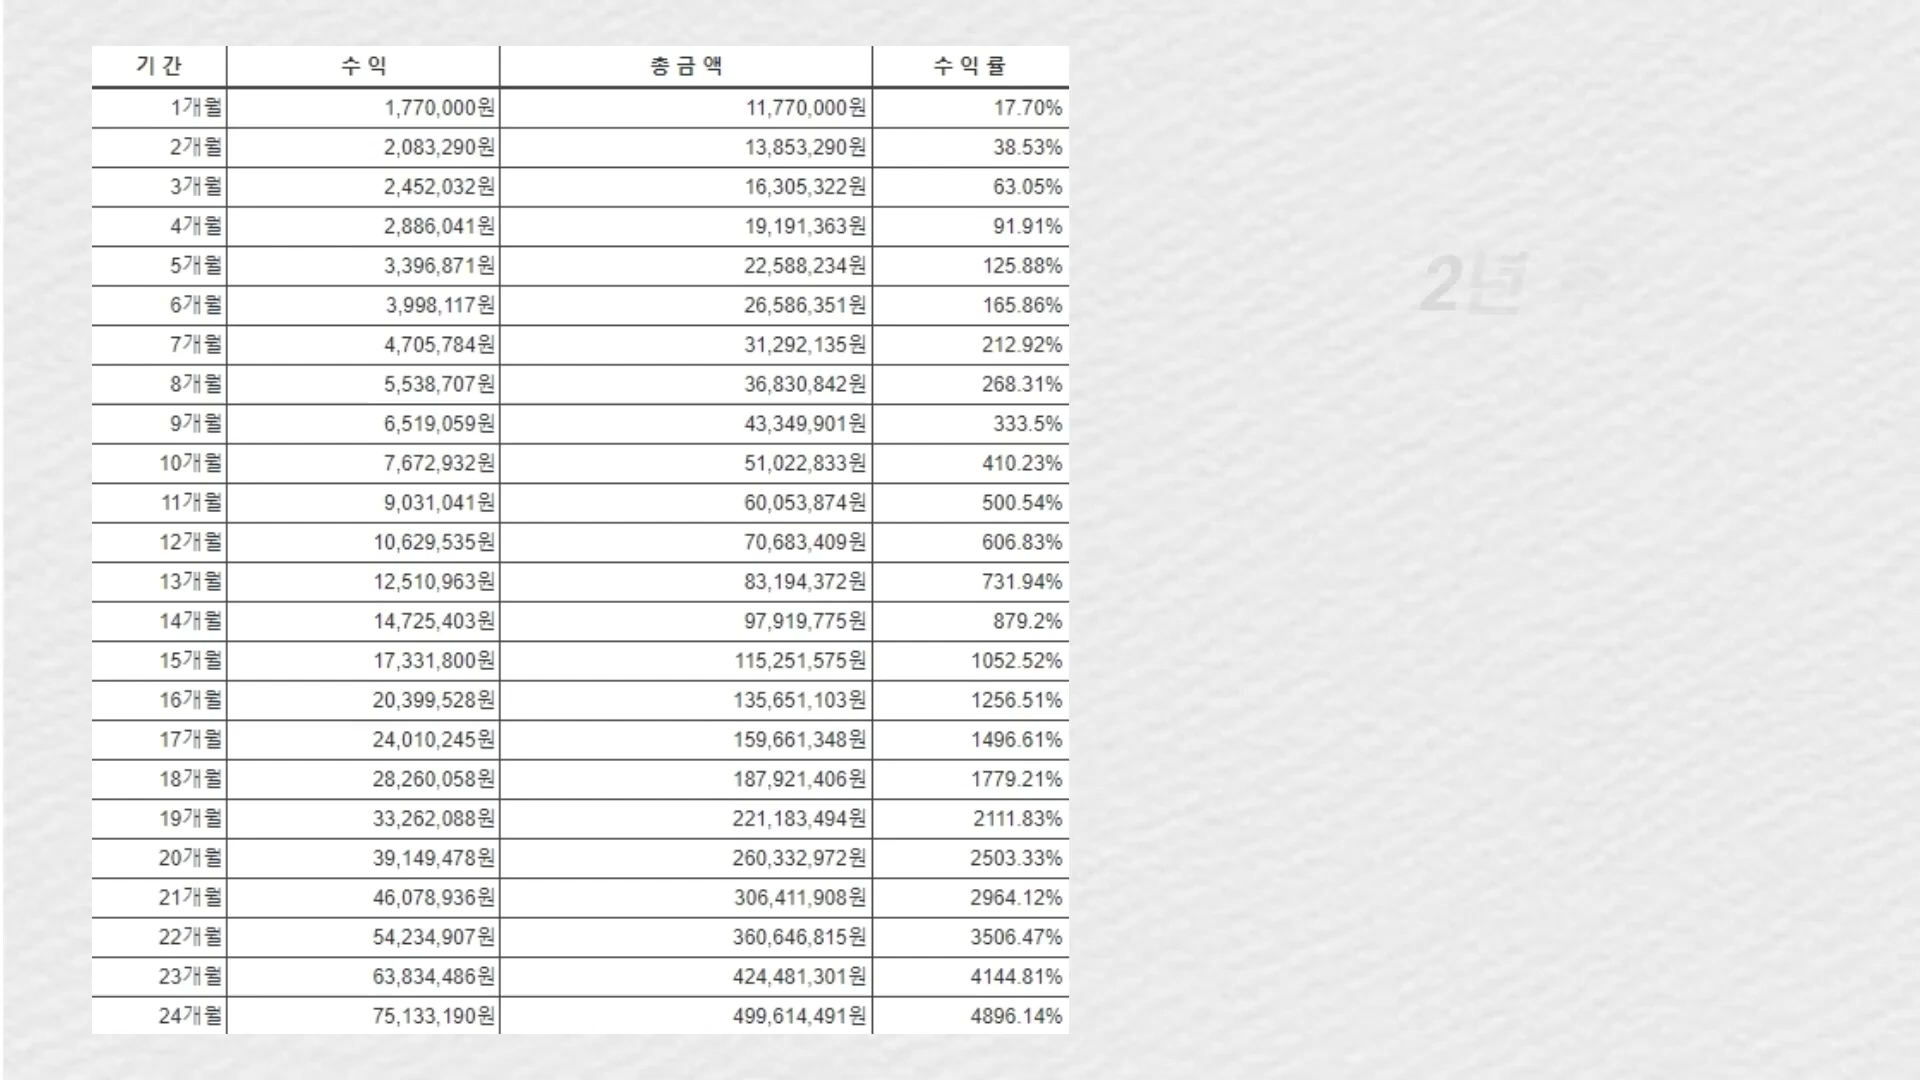 기 간 수 익 총 금 액 수 익 률
1개월 1,770,000원 11,770,000원 17.70%
2개월 2,083,290원 13,853,290원 38.53%
3개월 2,452,032원 16,305,322원 63.05%
4개월 2,886,041원 19,191,363원 91.91%
5개월 3,396,871원 22,588,234원 125.88%
6개월 3,998,117원 26,586,351원 165.86%
7개월 4,705,784원 31,292,135원 212.92%
8개월 5,538,707원 36,830,842원 268.31%
9개월 6,519,059원 43,349,901원 333.5%
10개월 7,672,932원 51,022,833원 410.23%
11개월 9,031,041원 60,053,874원 500.54%
12개월 10,629,535원 70,683,409원 606.83%
13개월 12,510,963원 83,194,372원 731.94%
14개월 14,725,403원 97,919,775원 879.2%
15개월 17,331,800원 115,251,575원 1052.52%
16개월 20,399,528원 135,651,103원 1256.51%
17개월 24,010,245원 159,661,348원 1496.61%
18개월 28,260,058원 187,921,406원 1779.21%
19개월 33,262,088원 221,183,494원 2111.83%
20개월 39,149,478원 260,332,972원 2503.33%
21개월 46,078,936원 306,411,908원 2964.12%
22개월 54,234,907원 360,646,815원 3506.47%
23개월 63,834,486원 424,481,301원 4144.81%
24개월 75,133,190원 499,614,491원 4896.14%
2년